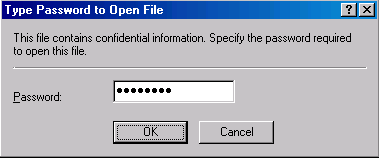 Type Password to Open File
This file contains confidential information. Specify the password required
to open this file.
Password: ●●●●●●●●
OK Cancel